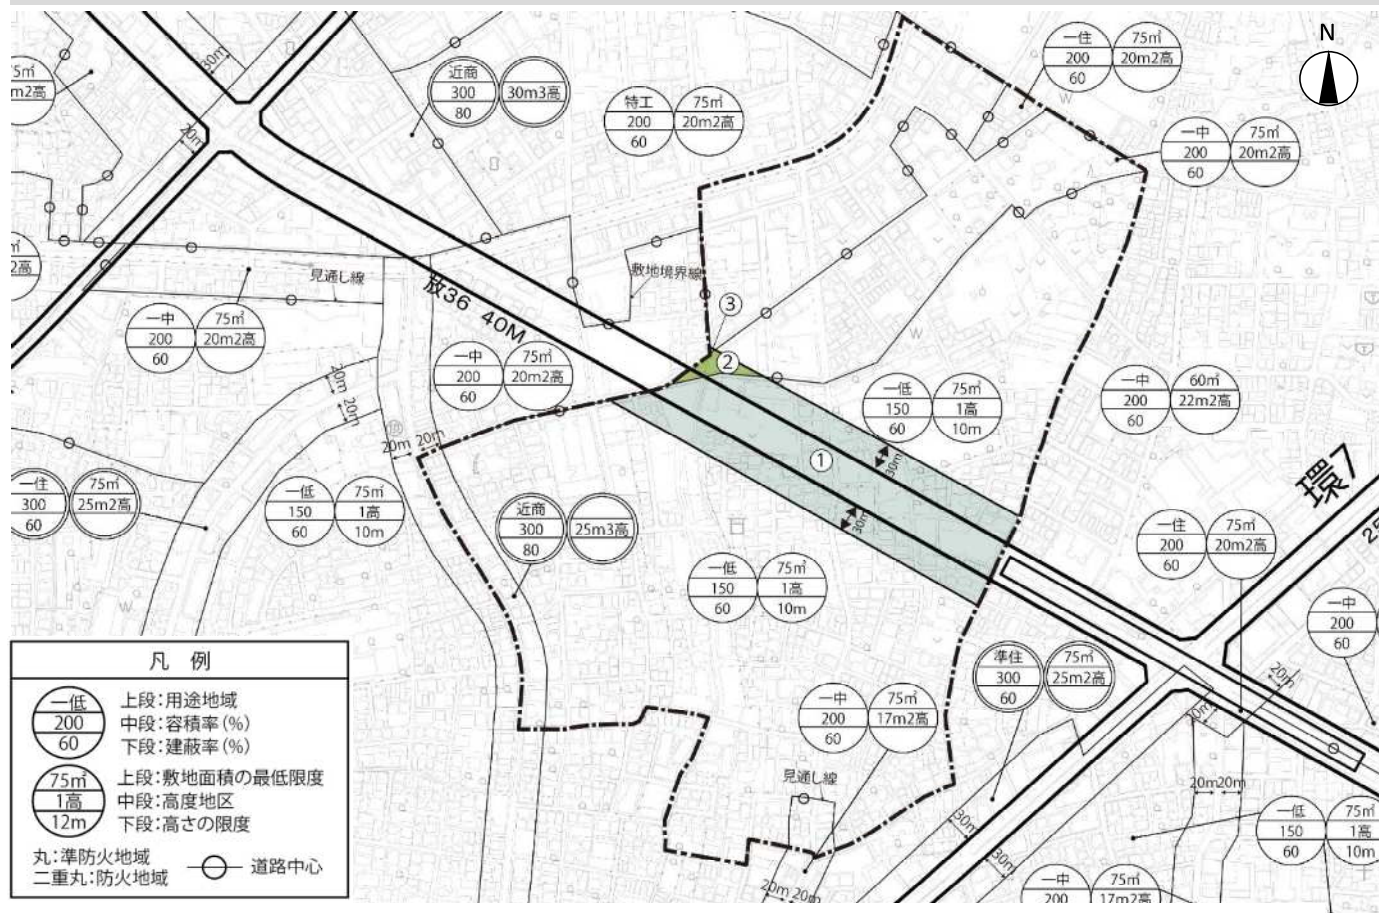 N
30m
5㎡
m2高
20m
近商
300
80
30m3高
特工
200
60
75㎡
20m2高
一住
200
60
75㎡
20m2高
一中
200
60
75㎡
20m2高
㎡
2高
見通し線
敷地境界線
放36 40M
③
②
①
一中
200
60
75㎡
20m2高
一中
200
60
75㎡
20m2高
20m
20m
20m 20m
一低
150
60
75㎡
1高
10m
一中
200
60
60㎡
22m2高
環7
25
30m
30m
一住
300
60
75㎡
25m2高
一低
150
60
75㎡
1高
10m
近商
300
80
25m3高
一住
200
60
75㎡
20m2高
一低
150
60
75㎡
1高
10m
一中
200
60
準住
300
60
75㎡
25m2高
20m
20m
一中
200
60
75㎡
17m2高
見通し線
20m20m
30m
30m
20m 20m
一低
150
60
75㎡
1高
10m
一中
200
75㎡
17m2高
凡 例
一低
200
60
上段:用途地域
中段:容積率(%)
下段:建蔽率(%)
75㎡
1高
12m
上段:敷地面積の最低限度
中段:高度地区
下段:高さの限度
丸:準防火地域
二重丸:防火地域
道路中心